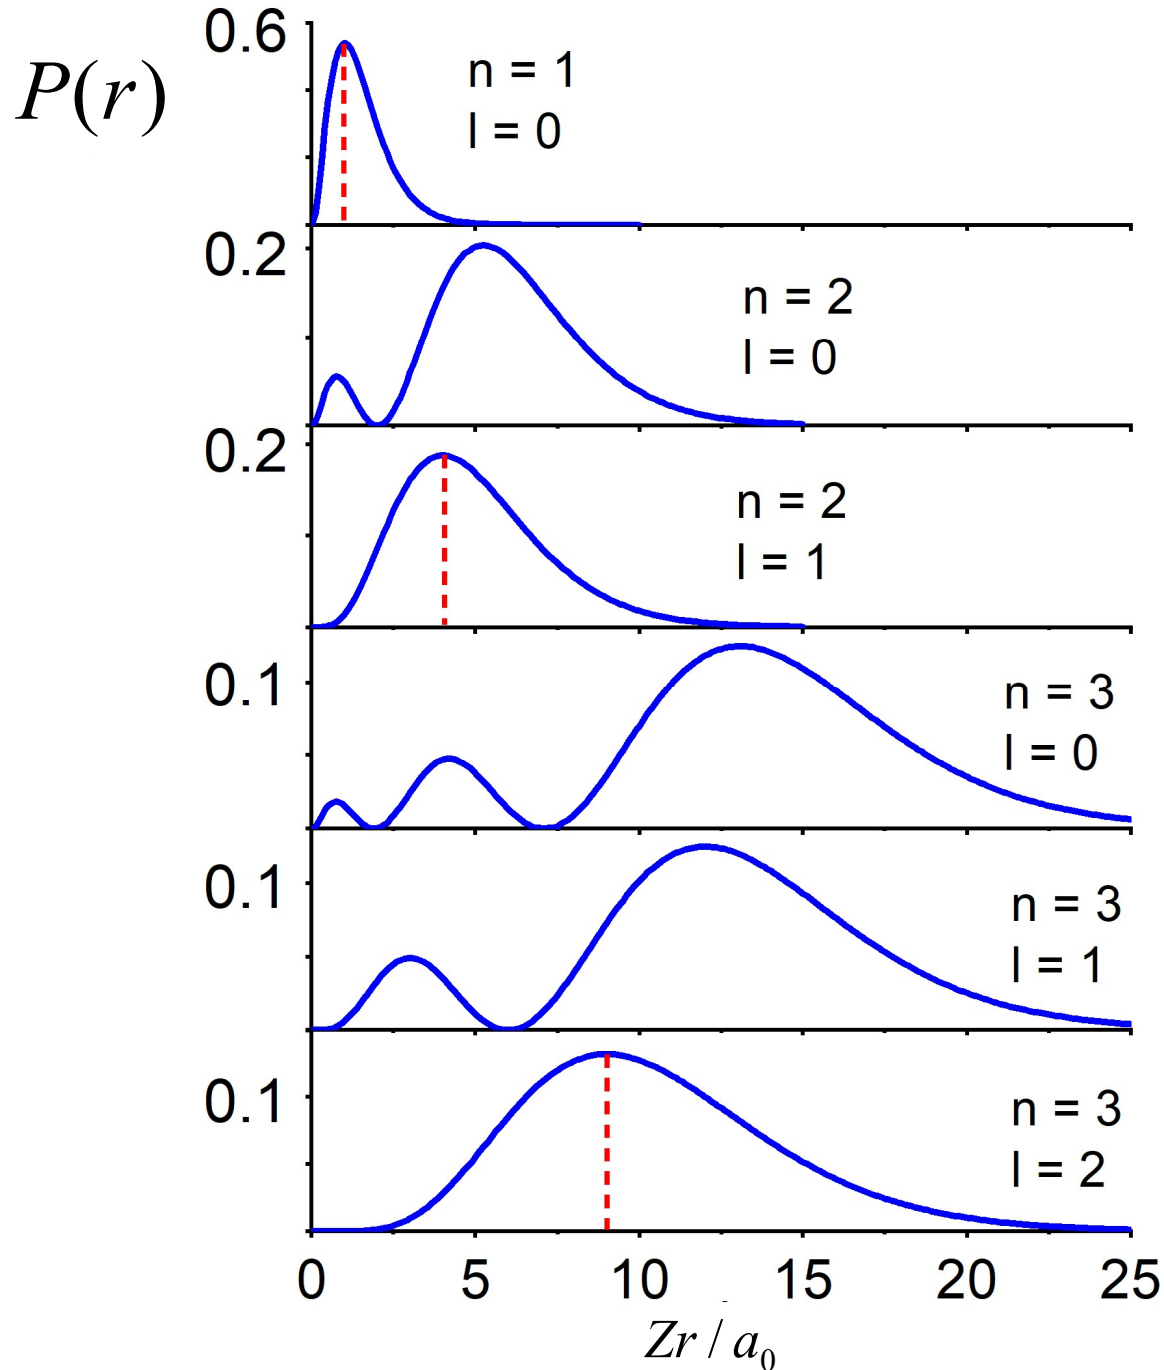 P(r)
0.6
n = 1
l = 0
0.2
n = 2
l = 0
0.2
n = 2
l = 1
0.1
n = 3
l = 0
0.1
n = 3
l = 1
0.1
n = 3
l = 2
0 5 10 15 20 25
Zr / a₀